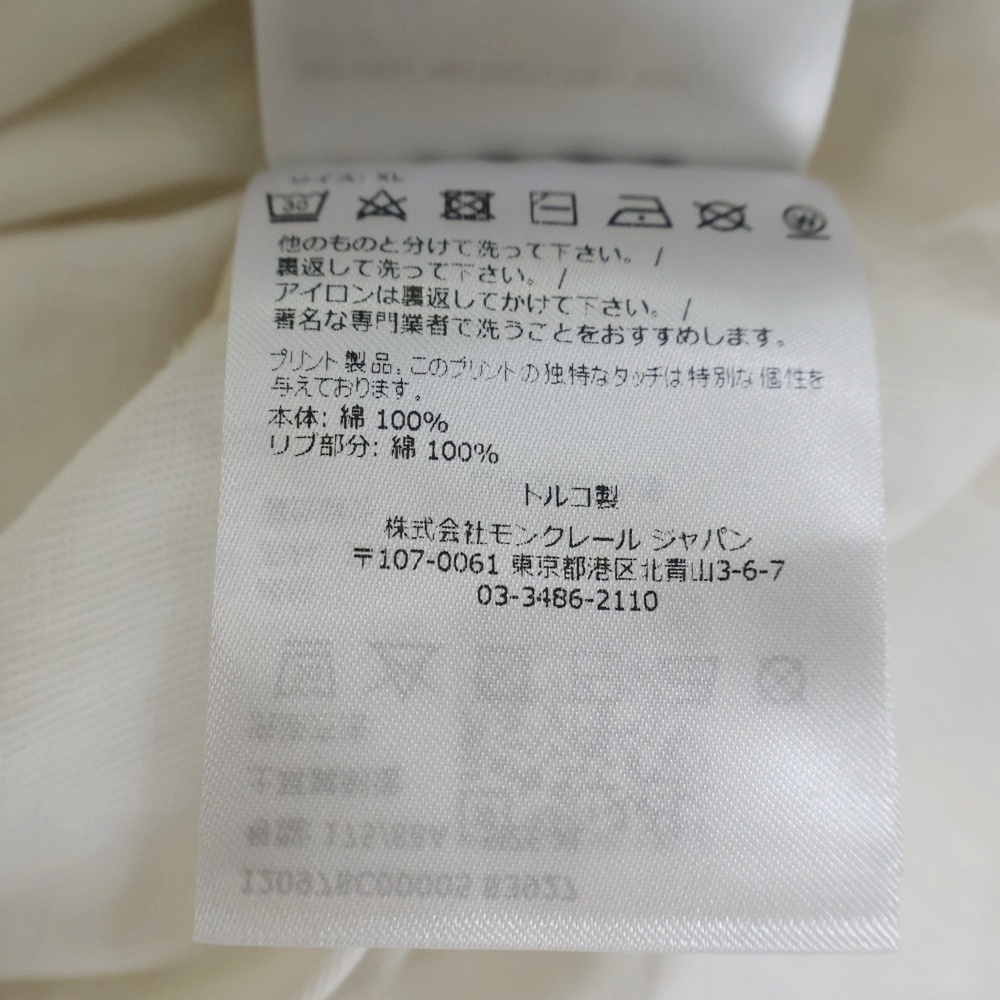 サイズ: XL
30
他のものと分けて洗って下さい。 /
裏返して洗って下さい。 /
アイロンは裏返してかけて下さい。 /
著名な専門業者で洗うことをおすすめします。
プリント製品。このプリントの独特なタッチは特別な個性を
与えております。
本体: 綿 100%
リブ部分: 綿 100%
トルコ製
株式会社モンクレール ジャパン
〒107-0061 東京都港区北青山3-6-7
03-3486-2110